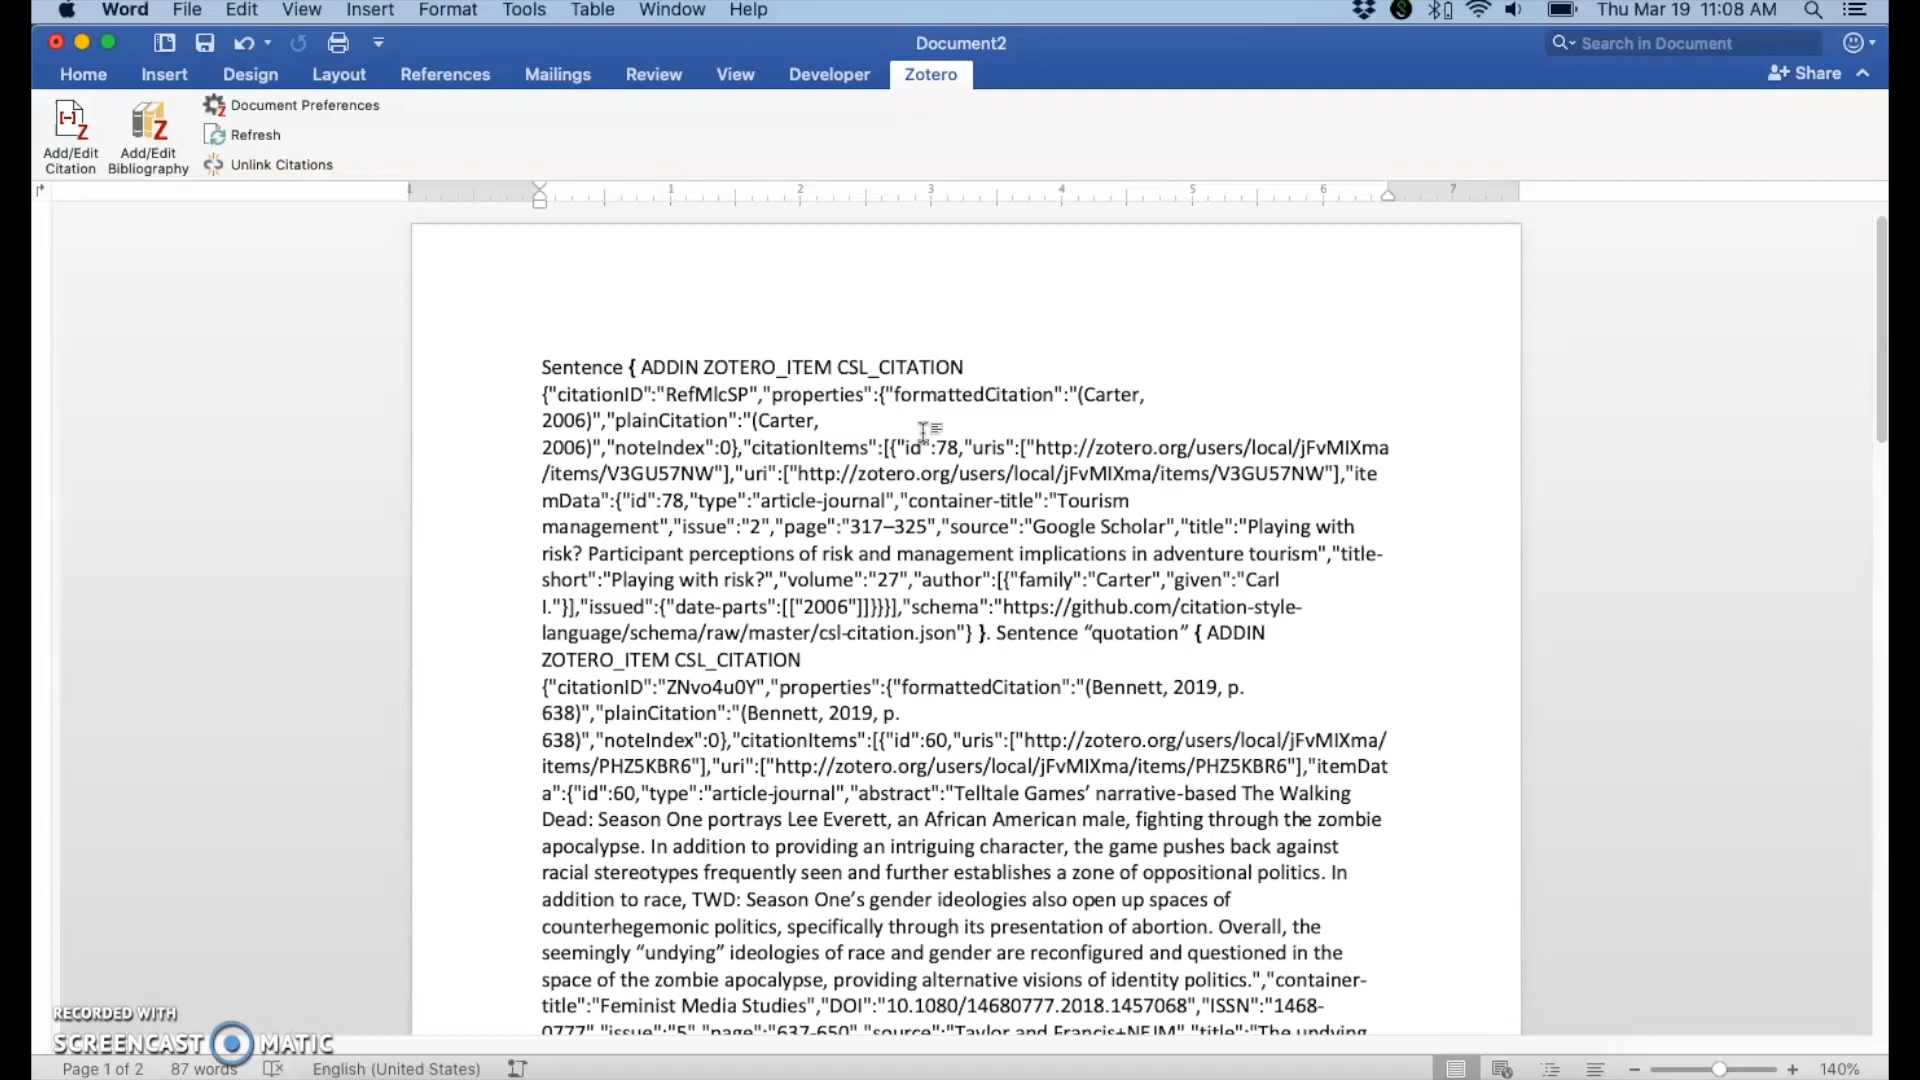 Word File Edit View Insert Format Tools Table Window Help Thu Mar 19 11:08 AM
Document2
Search in Document
Home Insert Design Layout References Mailings Review View Developer Zotero
Share
Add/Edit Citation
Add/Edit Bibliography
Document Preferences
Refresh
Unlink Citations
1 1 2 3 4 5 6 7
Sentence { ADDIN ZOTERO_ITEM CSL_CITATION
{"citationID":"RefMlcSP","properties":{"formattedCitation":"(Carter,
2006)","plainCitation":"(Carter,
2006)","noteIndex":0},"citationItems":[{"id":78,"uris":["http://zotero.org/users/local/jFvMIXma
/items/V3GU57NW"],"uri":["http://zotero.org/users/local/jFvMIXma/items/V3GU57NW"],"ite
mData":{"id":78,"type":"article-journal","container-title":"Tourism
management","issue":"2","page":"317–325","source":"Google Scholar","title":"Playing with
risk? Participant perceptions of risk and management implications in adventure tourism","title-
short":"Playing with risk?","volume":"27","author":[{"family":"Carter","given":"Carl
I."}],"issued":{"date-parts":[["2006"]]}}}],"schema":"https://github.com/citation-style-
language/schema/raw/master/csl-citation.json"} }. Sentence “quotation” { ADDIN
ZOTERO_ITEM CSL_CITATION
{"citationID":"ZNvo4u0Y","properties":{"formattedCitation":"(Bennett, 2019, p.
638)","plainCitation":"(Bennett, 2019, p.
638)","noteIndex":0},"citationItems":[{"id":60,"uris":["http://zotero.org/users/local/jFvMIXma/
items/PHZ5KBR6"],"uri":["http://zotero.org/users/local/jFvMIXma/items/PHZ5KBR6"],"itemDat
a":{"id":60,"type":"article-journal","abstract":"Telltale Games’ narrative-based The Walking
Dead: Season One portrays Lee Everett, an African American male, fighting through the zombie
apocalypse. In addition to providing an intriguing character, the game pushes back against
racial stereotypes frequently seen and further establishes a zone of oppositional politics. In
addition to race, TWD: Season One’s gender ideologies also open up spaces of
counterhegemonic politics, specifically through its presentation of abortion. Overall, the
seemingly “undying” ideologies of race and gender are reconfigured and questioned in the
space of the zombie apocalypse, providing alternative visions of identity politics.","container-
title":"Feminist Media Studies","DOI":"10.1080/14680777.2018.1457068","ISSN":"1468-
0777","issue":"5","page":"637-650","source":"Taylor and Francis+NEJM","title":"The undying
RECORDED WITH
SCREENCAST MATIC
Page 1 of 2 87 words English (United States) 140%